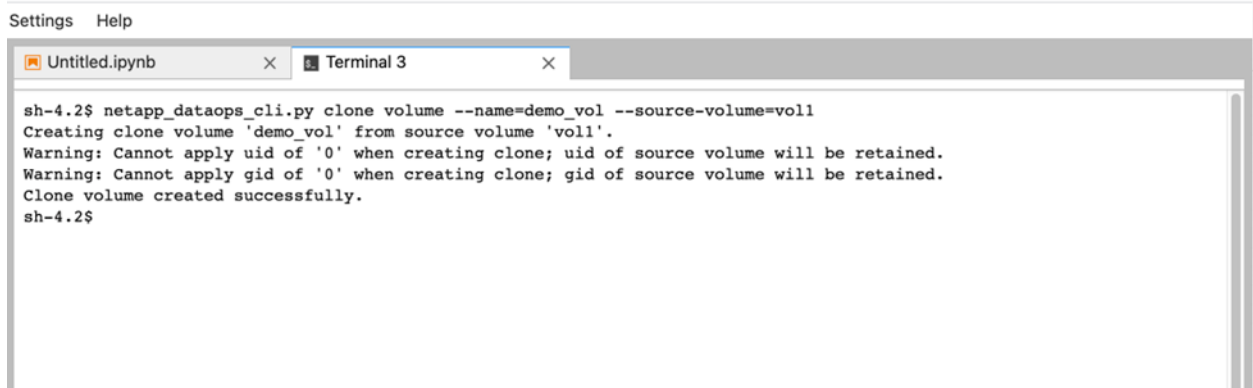 Settings Help
Untitled.ipynb × $_ Terminal 3 ×
sh-4.2$ netapp_dataops_cli.py clone volume --name=demo_vol --source-volume=vol1
Creating clone volume 'demo_vol' from source volume 'vol1'.
Warning: Cannot apply uid of '0' when creating clone; uid of source volume will be retained.
Warning: Cannot apply gid of '0' when creating clone; gid of source volume will be retained.
Clone volume created successfully.
sh-4.2$